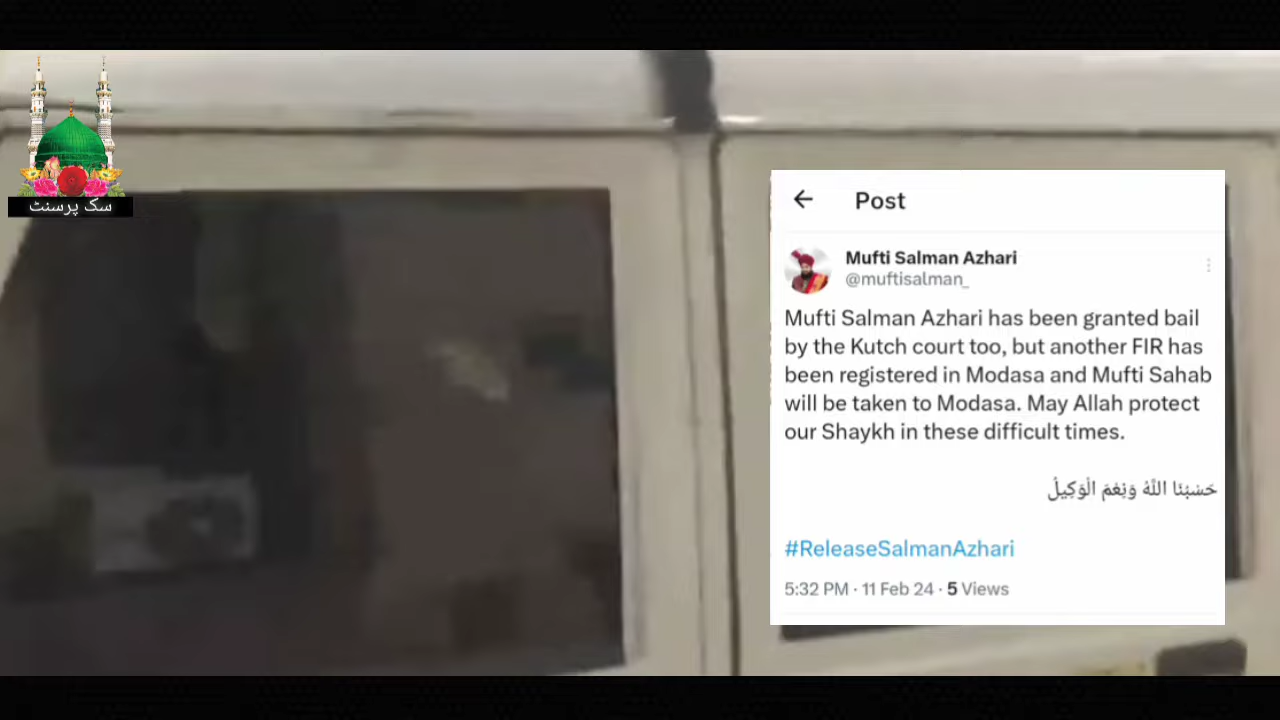 سگ پرسنٹ
Post
Mufti Salman Azhari
@muftisalman_
Mufti Salman Azhari has been granted bail
by the Kutch court too, but another FIR has
been registered in Modasa and Mufti Sahab
will be taken to Modasa. May Allah protect
our Shaykh in these difficult times.
حَسْبُنَا اللَّهُ وَنِعْمَ الْوَكِيلُ
#ReleaseSalmanAzhari
5:32 PM · 11 Feb 24 · 5 Views